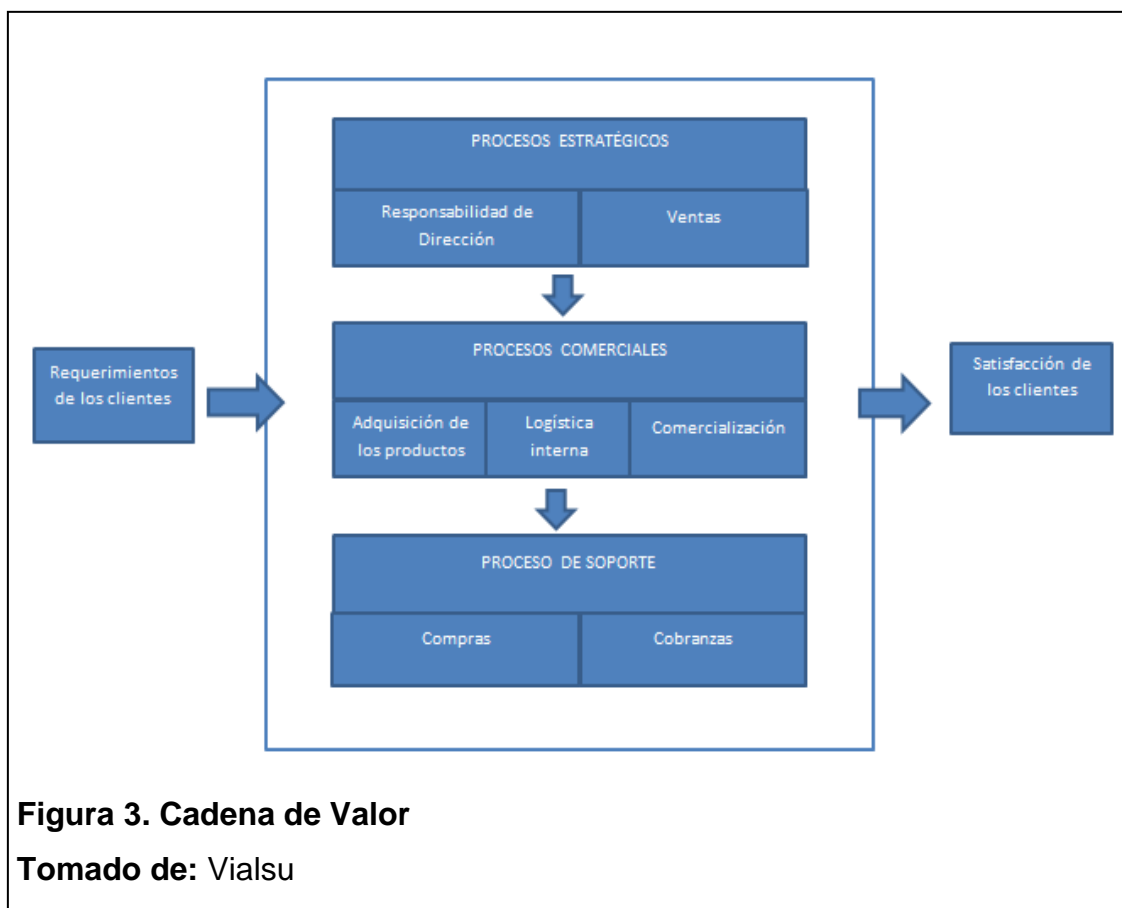 PROCESOS ESTRATÉGICOS
Responsabilidad de
Dirección
Ventas
Requerimientos
de los clientes
PROCESOS COMERCIALES
Adquisición de
los productos
Logística
interna
Comercialización
Satisfacción de
los clientes
PROCESO DE SOPORTE
Compras
Cobranzas
Figura 3. Cadena de Valor
Tomado de: Vialsu